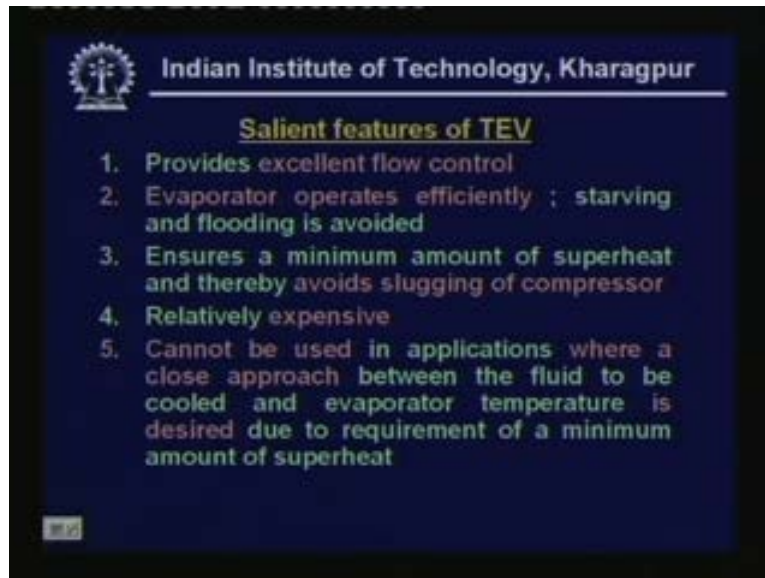 Indian Institute of Technology, Kharagpur
Salient features of TEV
1. Provides excellent flow control
2. Evaporator operates efficiently ; starving
and flooding is avoided
3. Ensures a minimum amount of superheat
and thereby avoids slugging of compressor
4. Relatively expensive
5. Cannot be used in applications where a
close approach between the fluid to be
cooled and evaporator temperature is
desired due to requirement of a minimum
amount of superheat